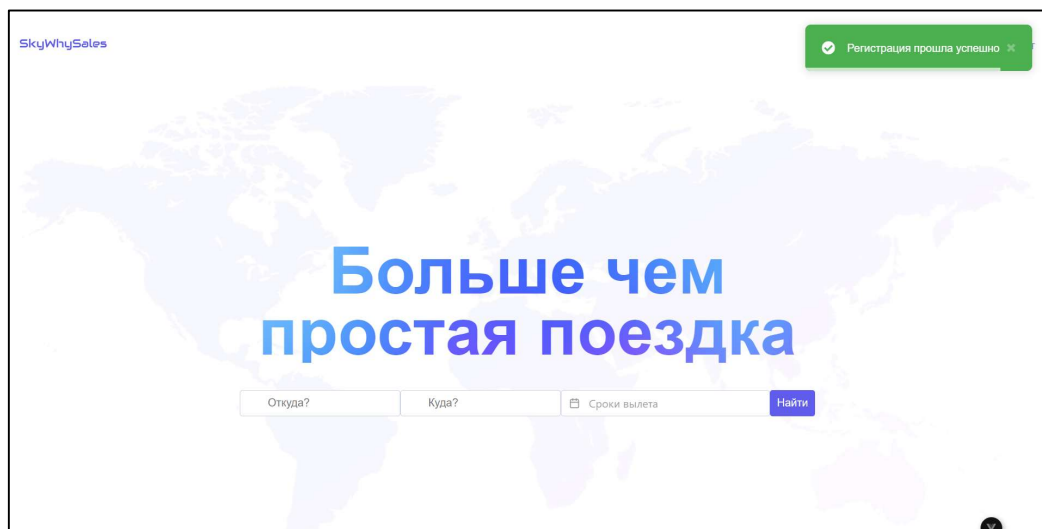 SkyWhySales
Регистрация прошла успешно
Больше чем
простая поездка
Откуда?
Куда?
Сроки вылета
Найти